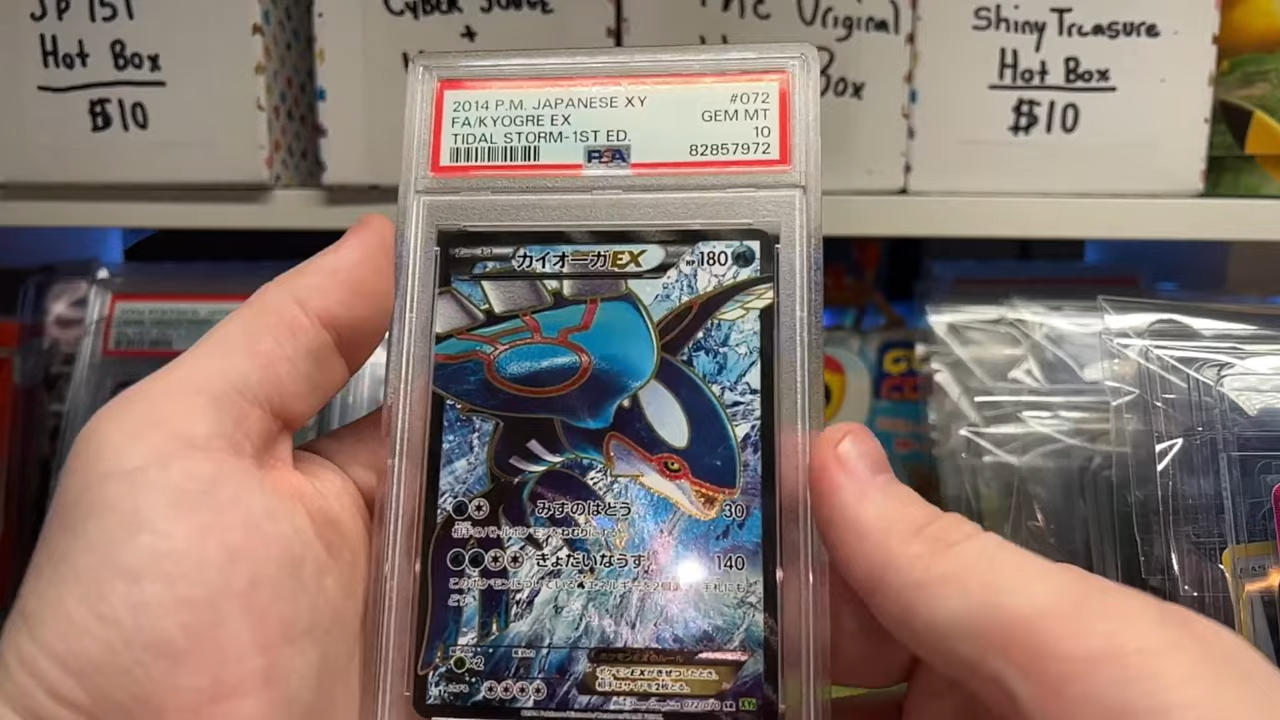 JP 151
Hot Box
$10
Cyber Judge
+
The Original
Box
Shiny Treasure
Hot Box
$10
2014 P.M. JAPANESE XY
FA/KYOGRE EX
TIDAL STORM-1ST ED.
#072
GEM MT
10
82857972
PSA
カイオーガEX
HP 180
みずのはどう 30
相手のバトルポケモンをねむりにする
きょだいなうず 140
このポケモンについている エネルギーを2個 手札にも
どす
×2
ポケモンEXのルール
ポケモンEXがきぜつしたとき、
相手はサイドを2枚とる。
072/070 SR